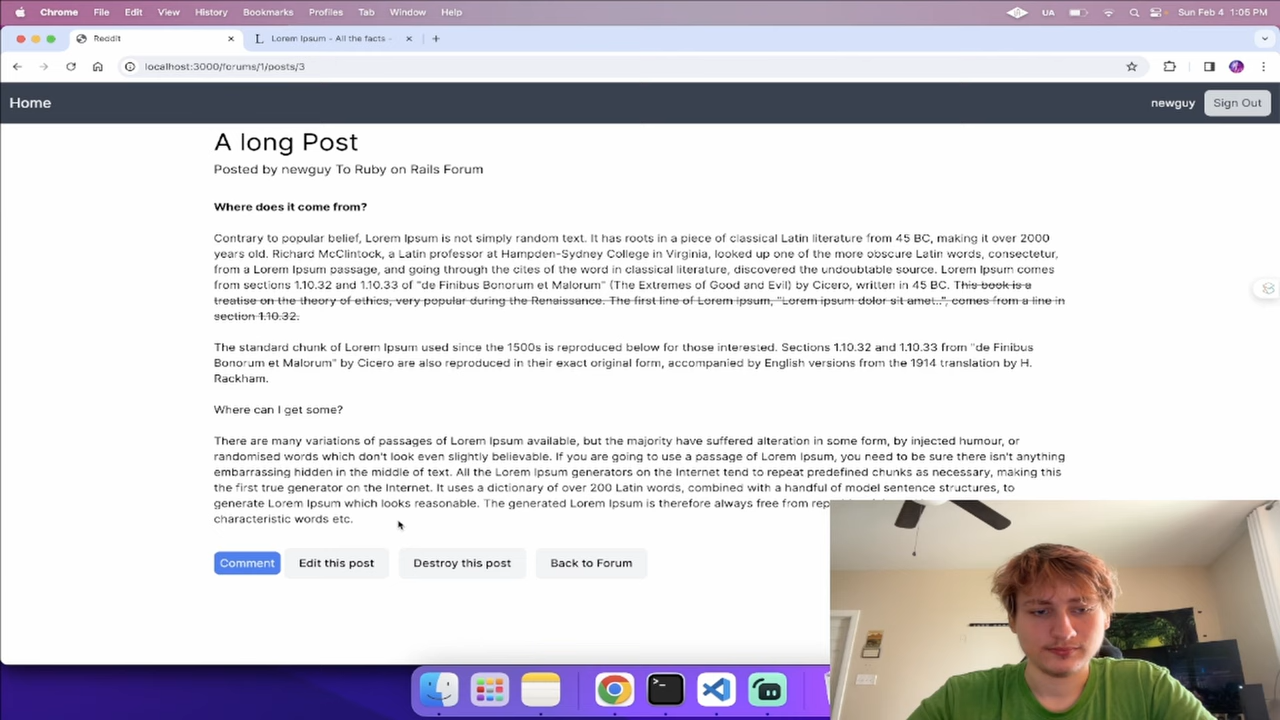 Chrome File Edit View History Bookmarks Profiles Tab Window Help UA Sun Feb 4 1:05 PM
Reddit Lorem Ipsum - All the facts -
localhost:3000/forums/1/posts/3
Home newguy Sign Out
A long Post
Posted by newguy To Ruby on Rails Forum
Where does it come from?
Contrary to popular belief, Lorem Ipsum is not simply random text. It has roots in a piece of classical Latin literature from 45 BC, making it over 2000
years old. Richard McClintock, a Latin professor at Hampden-Sydney College in Virginia, looked up one of the more obscure Latin words, consectetur,
from a Lorem Ipsum passage, and going through the cites of the word in classical literature, discovered the undoubtable source. Lorem Ipsum comes
from sections 1.10.32 and 1.10.33 of "de Finibus Bonorum et Malorum" (The Extremes of Good and Evil) by Cicero, written in 45 BC. This book is a
treatise on the theory of ethics, very popular during the Renaissance. The first line of Lorem Ipsum, "Lorem ipsum dolor sit amet..", comes from a line in
section 1.10.32.
The standard chunk of Lorem Ipsum used since the 1500s is reproduced below for those interested. Sections 1.10.32 and 1.10.33 from "de Finibus
Bonorum et Malorum" by Cicero are also reproduced in their exact original form, accompanied by English versions from the 1914 translation by H.
Rackham.
Where can I get some?
There are many variations of passages of Lorem Ipsum available, but the majority have suffered alteration in some form, by injected humour, or
randomised words which don't look even slightly believable. If you are going to use a passage of Lorem Ipsum, you need to be sure there isn't anything
embarrassing hidden in the middle of text. All the Lorem Ipsum generators on the Internet tend to repeat predefined chunks as necessary, making this
the first true generator on the Internet. It uses a dictionary of over 200 Latin words, combined with a handful of model sentence structures, to
generate Lorem Ipsum which looks reasonable. The generated Lorem Ipsum is therefore always free from
characteristic words etc.
Comment Edit this post Destroy this post Back to Forum